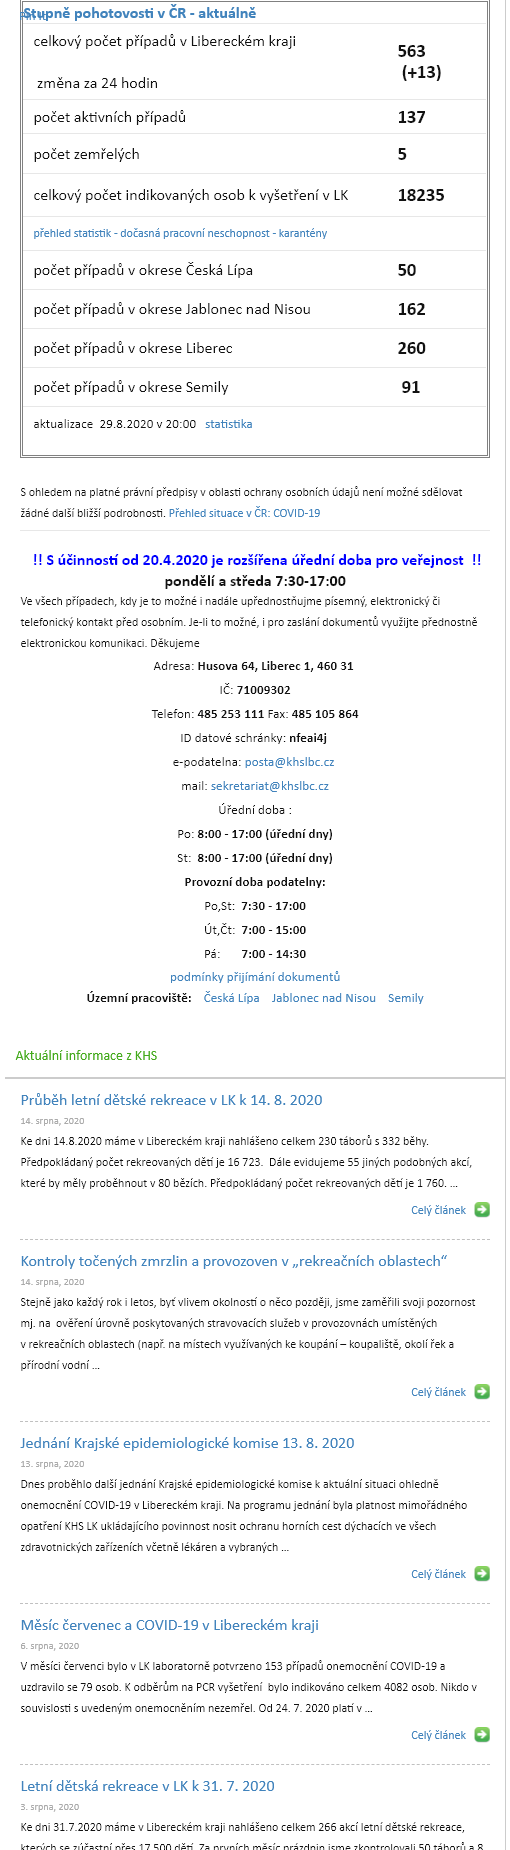 Stupně pohotovosti v ČR - aktuálně
celkový počet případů v Libereckém kraji
563
(+13)
změna za 24 hodin
počet aktivních případů 137
počet zemřelých 5
celkový počet indikovaných osob k vyšetření v LK 18235
přehled statistik - dočasná pracovní neschopnost - karantény
počet případů v okrese Česká Lípa 50
počet případů v okrese Jablonec nad Nisou 162
počet případů v okrese Liberec 260
počet případů v okrese Semily 91
aktualizace 29.8.2020 v 20:00 statistika
S ohledem na platné právní předpisy v oblasti ochrany osobních údajů není možné sdělovat
žádné další bližší podrobnosti. Přehled situace v ČR: COVID-19
!! S účinností od 20.4.2020 je rozšířena úřední doba pro veřejnost !!
pondělí a středa 7:30-17:00
Ve všech případech, kdy je to možné i nadále upřednostňujme písemný, elektronický či
telefonický kontakt před osobním. Je-li to možné, i pro zaslání dokumentů využijte přednostně
elektronickou komunikaci. Děkujeme
Adresa: Husova 64, Liberec 1, 460 31
IČ: 71009302
Telefon: 485 253 111 Fax: 485 105 864
ID datové schránky: nfeai4j
e-podatelna: posta@khslbc.cz
mail: sekretariat@khslbc.cz
Úřední doba :
Po: 8:00 - 17:00 (úřední dny)
St: 8:00 - 17:00 (úřední dny)
Provozní doba podatelny:
Po,St: 7:30 - 17:00
Út,Čt: 7:00 - 15:00
Pá: 7:00 - 14:30
podmínky přijímání dokumentů
Územní pracoviště: Česká Lípa Jablonec nad Nisou Semily
Aktuální informace z KHS
Průběh letní dětské rekreace v LK k 14. 8. 2020
14. srpna, 2020
Ke dni 14.8.2020 máme v Libereckém kraji nahlášeno celkem 230 táborů s 332 běhy.
Předpokládaný počet rekreovaných dětí je 16 723. Dále evidujeme 55 jiných podobných akcí,
které by měly proběhnout v 80 bězích. Předpokládaný počet rekreovaných dětí je 1 760. ...
Celý článek
Kontroly točených zmrzlin a provozoven v „rekreačních oblastech“
14. srpna, 2020
Stejně jako každý rok i letos, byť vlivem okolností o něco později, jsme zaměřili svoji pozornost
mj. na ověření úrovně poskytovaných stravovacích služeb v provozovnách umístěných
v rekreačních oblastech (např. na místech využívaných ke koupání – koupaliště, okolí řek a
přírodní vodní ...
Celý článek
Jednání Krajské epidemiologické komise 13. 8. 2020
13. srpna, 2020
Dnes proběhlo další jednání Krajské epidemiologické komise k aktuální situaci ohledně
onemocnění COVID-19 v Libereckém kraji. Na programu jednání byla platnost mimořádného
opatření KHS LK ukládajícího povinnost nosit ochranu horních cest dýchacích ve všech
zdravotnických zařízeních včetně lékáren a vybraných ...
Celý článek
Měsíc červenec a COVID-19 v Libereckém kraji
6. srpna, 2020
V měsíci červenci bylo v LK laboratorně potvrzeno 153 případů onemocnění COVID-19 a
uzdravilo se 79 osob. K odběrům na PCR vyšetření bylo indikováno celkem 4082 osob. Nikdo v
souvislosti s uvedeným onemocněním nezemřel. Od 24. 7. 2020 platí v ...
Celý článek
Letní dětská rekreace v LK k 31. 7. 2020
3. srpna, 2020
Ke dni 31.7.2020 máme v Libereckém kraji nahlášeno celkem 266 akcí letní dětské rekreace,
kterých se zúčastní přes 17 500 dětí. Za prvních měsíc prázdnin jsme zkontrolovali 50 táborů a 8